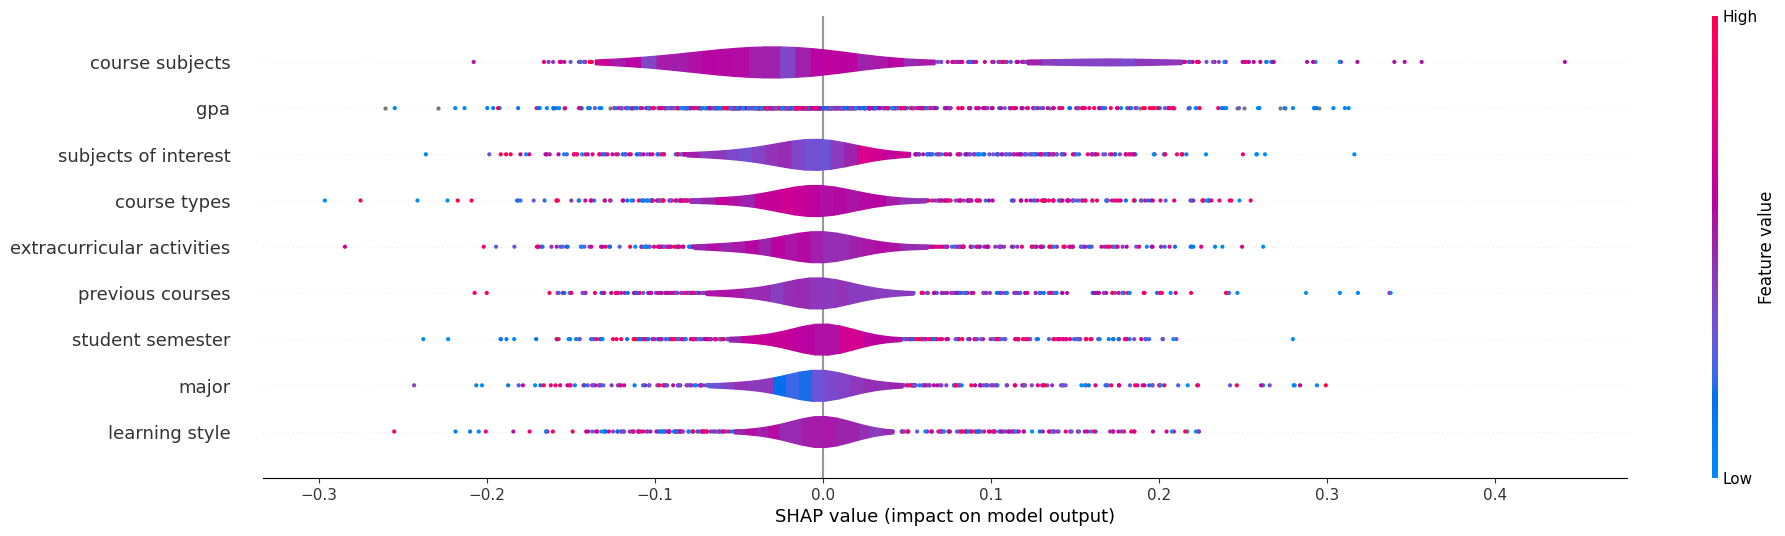 High
course subjects
gpa
subjects of interest
course types
extracurricular activities
previous courses
student semester
major
learning style
Feature value
Low
−0.3 −0.2 −0.1 0.0 0.1 0.2 0.3 0.4
SHAP value (impact on model output)